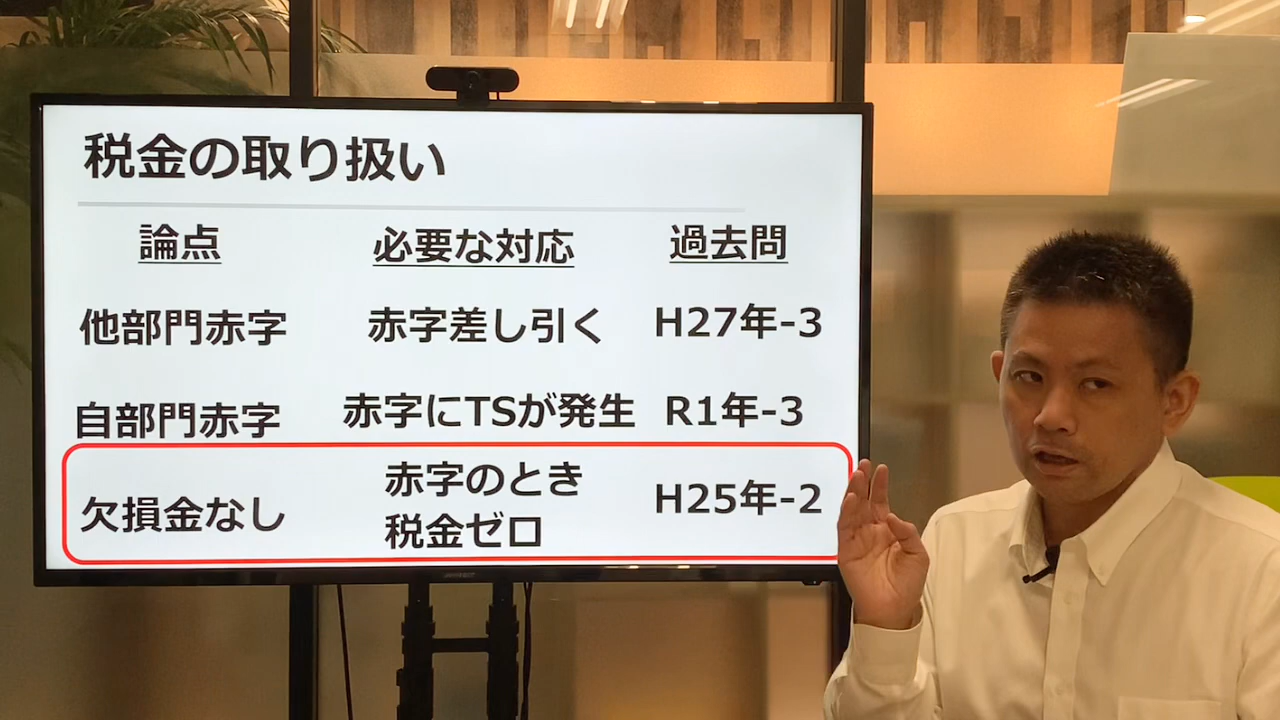 税金の取り扱い
論点 必要な対応 過去問
他部門赤字 赤字差し引く H27年-3
自部門赤字 赤字にTSが発生 R1年-3
欠損金なし 赤字のとき 税金ゼロ H25年-2